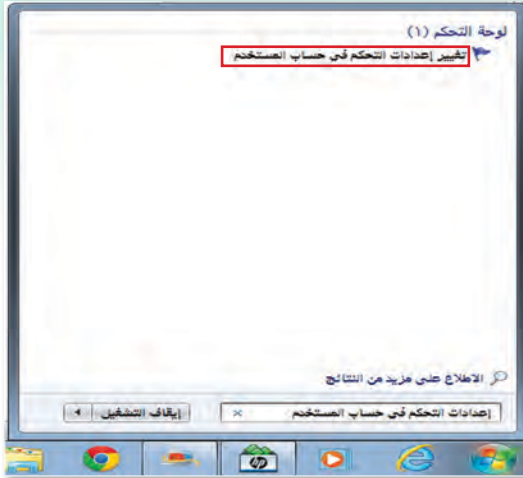 لوحة التحكم (١)
تغيير إعدادات التحكم في حساب المستخدم
الاطلاع على مزيد من النتائج
إعدادات التحكم في حساب المستخدم ×
إيقاف التشغيل
hp